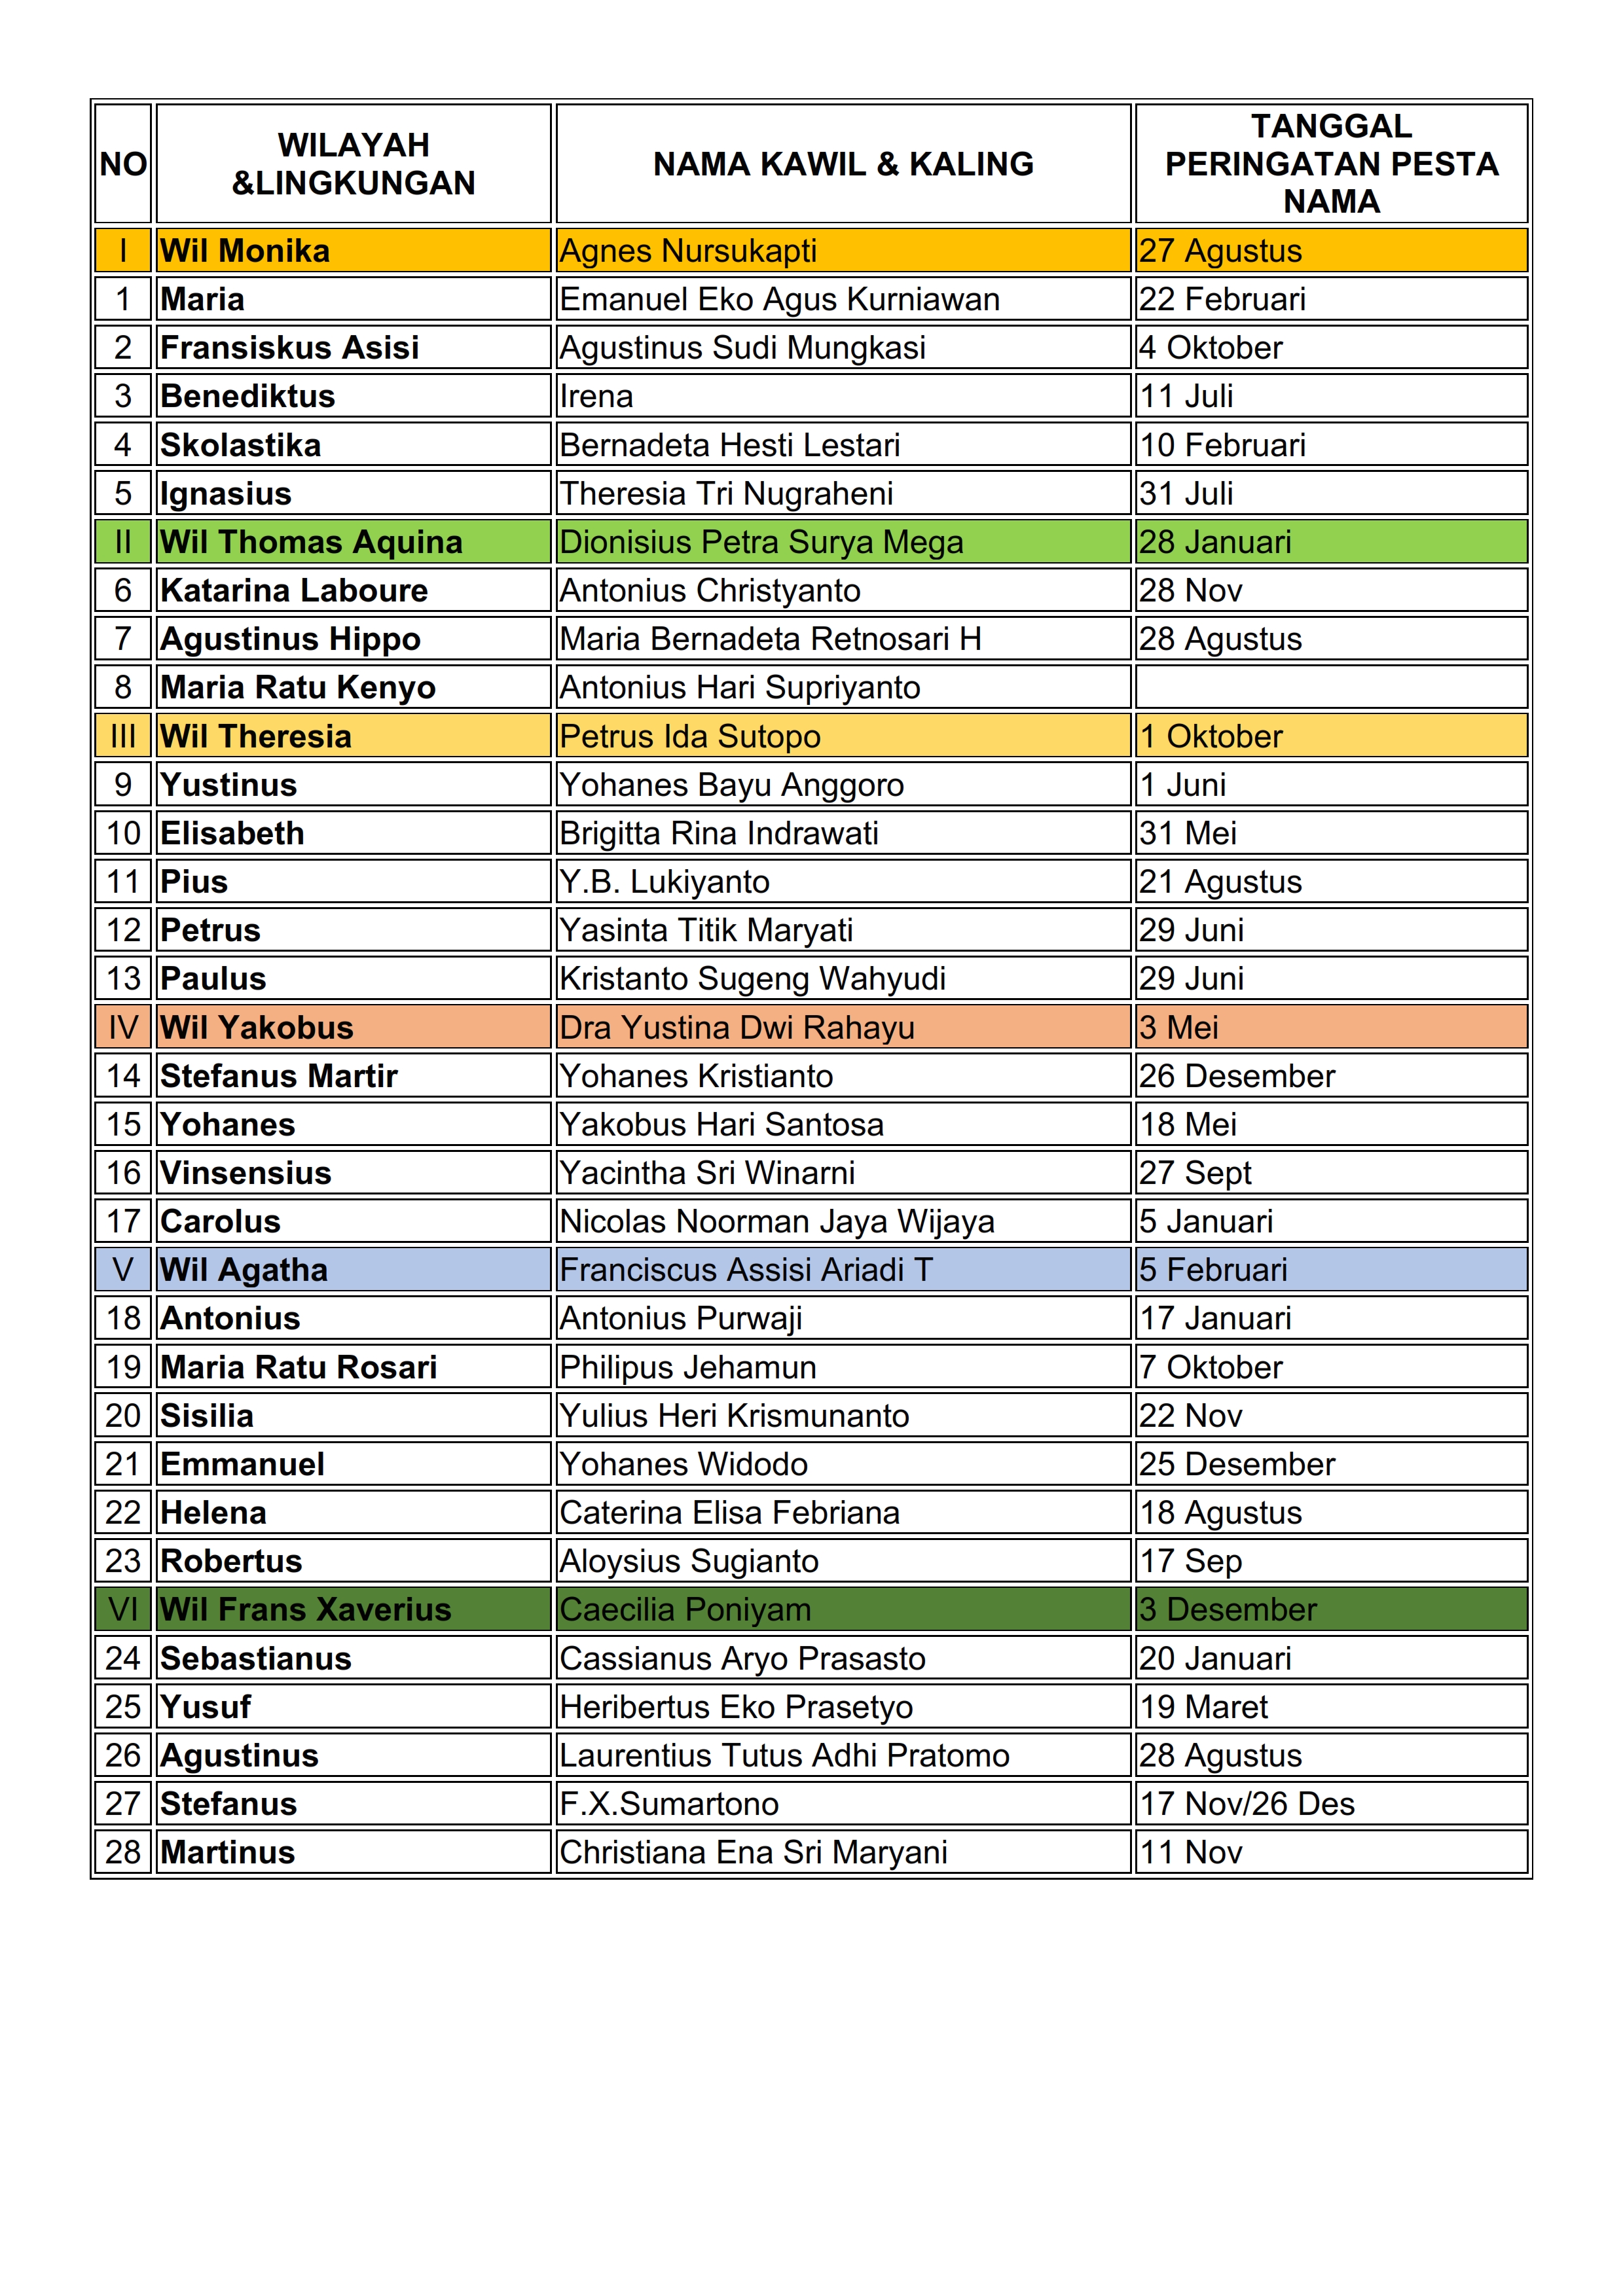 NO WILAYAH &LINGKUNGAN NAMA KAWIL & KALING TANGGAL PERINGATAN PESTA NAMA
I Wil Monika Agnes Nursukapti 27 Agustus
1 Maria Emanuel Eko Agus Kurniawan 22 Februari
2 Fransiskus Asisi Agustinus Sudi Mungkasi 4 Oktober
3 Benediktus Irena 11 Juli
4 Skolastika Bernadeta Hesti Lestari 10 Februari
5 Ignasius Theresia Tri Nugraheni 31 Juli
II Wil Thomas Aquina Dionisius Petra Surya Mega 28 Januari
6 Katarina Laboure Antonius Christyanto 28 Nov
7 Agustinus Hippo Maria Bernadeta Retnosari H 28 Agustus
8 Maria Ratu Kenyo Antonius Hari Supriyanto
III Wil Theresia Petrus Ida Sutopo 1 Oktober
9 Yustinus Yohanes Bayu Anggoro 1 Juni
10 Elisabeth Brigitta Rina Indrawati 31 Mei
11 Pius Y.B. Lukiyanto 21 Agustus
12 Petrus Yasinta Titik Maryati 29 Juni
13 Paulus Kristanto Sugeng Wahyudi 29 Juni
IV Wil Yakobus Dra Yustina Dwi Rahayu 3 Mei
14 Stefanus Martir Yohanes Kristianto 26 Desember
15 Yohanes Yakobus Hari Santosa 18 Mei
16 Vinsensius Yacintha Sri Winarni 27 Sept
17 Carolus Nicolas Noorman Jaya Wijaya 5 Januari
V Wil Agatha Franciscus Assisi Ariadi T 5 Februari
18 Antonius Antonius Purwaji 17 Januari
19 Maria Ratu Rosari Philipus Jehamun 7 Oktober
20 Sisilia Yulius Heri Krismunanto 22 Nov
21 Emmanuel Yohanes Widodo 25 Desember
22 Helena Caterina Elisa Febriana 18 Agustus
23 Robertus Aloysius Sugianto 17 Sep
VI Wil Frans Xaverius Caecilia Poniyam 3 Desember
24 Sebastianus Cassianus Aryo Prasasto 20 Januari
25 Yusuf Heribertus Eko Prasetyo 19 Maret
26 Agustinus Laurentius Tutus Adhi Pratomo 28 Agustus
27 Stefanus F.X.Sumartono 17 Nov/26 Des
28 Martinus Christiana Ena Sri Maryani 11 Nov